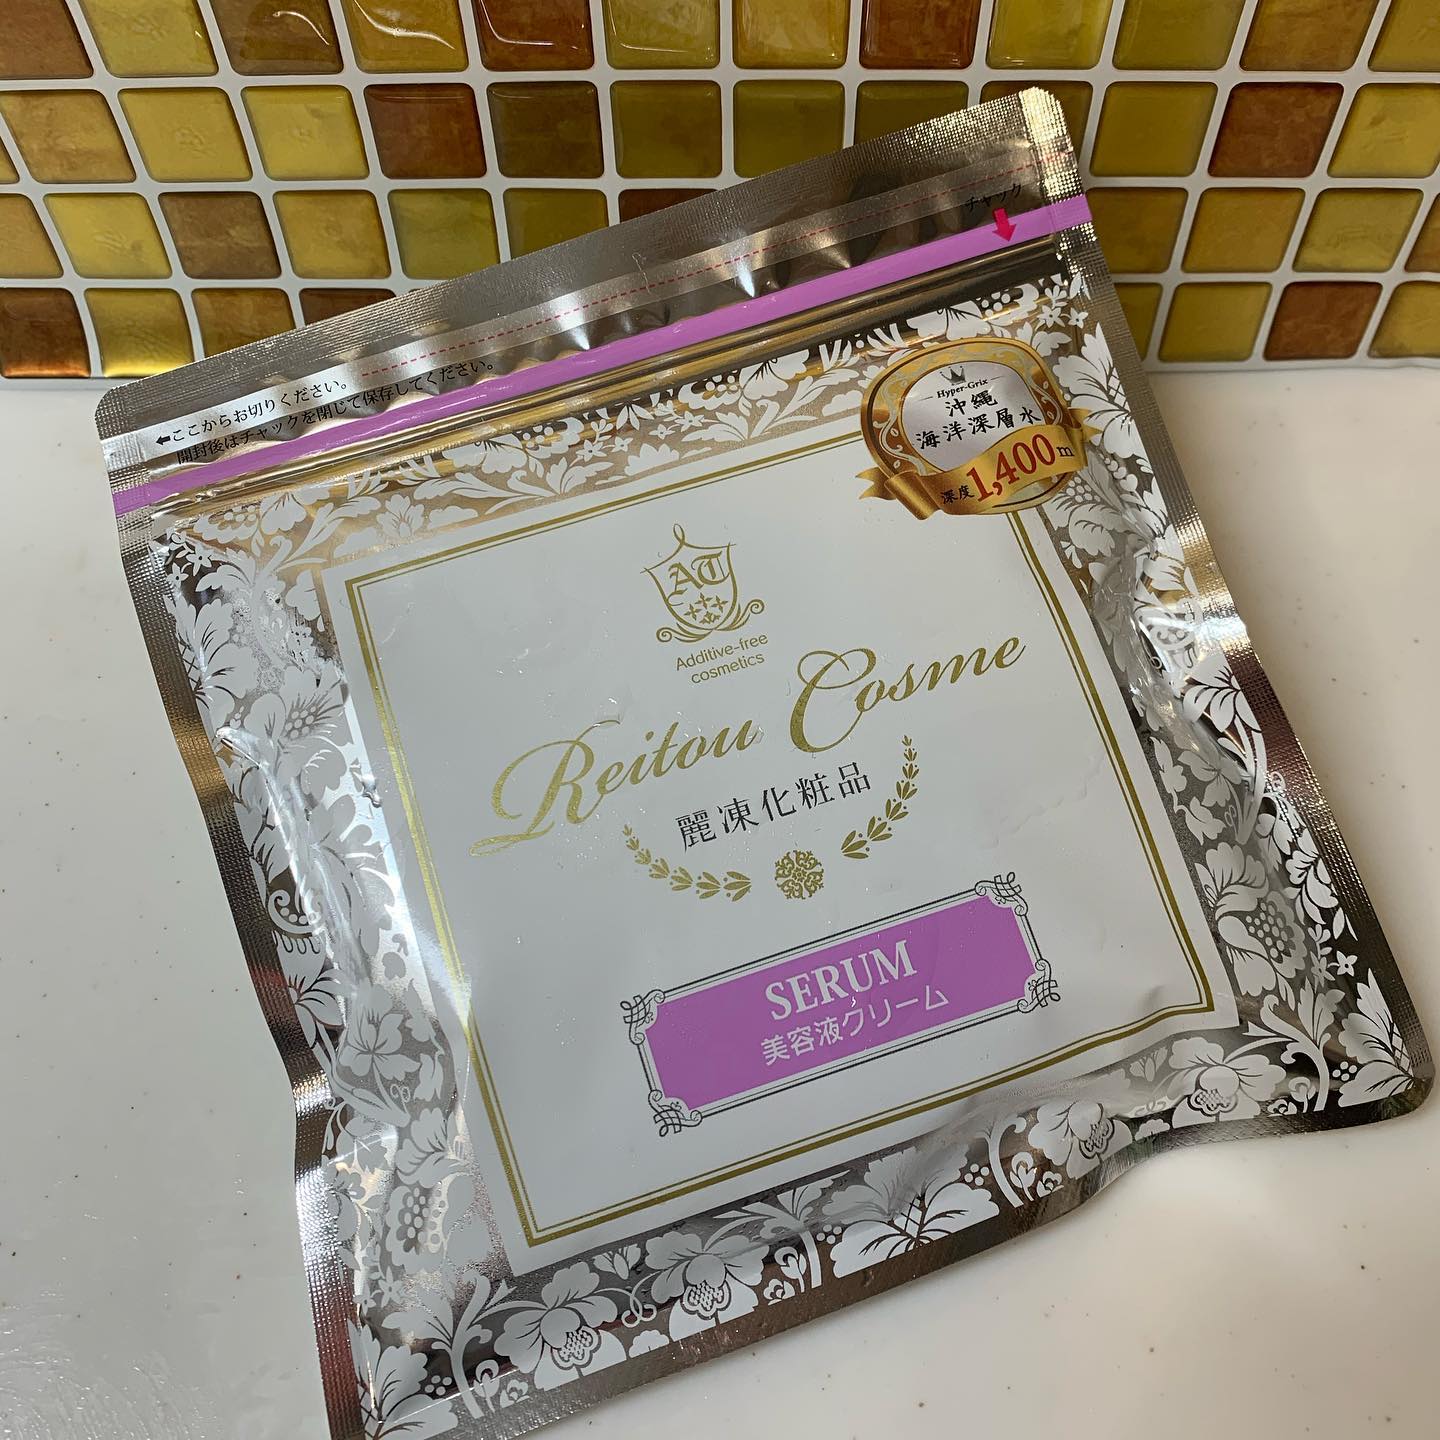 チャック
⬅ここからお切りください。
開封後はチャックを閉じて保存してください。
Hyper-Grix
沖縄
海洋深層水
深度1,400m
AT
Additive-free
cosmetics
Reitou Cosme
麗凍化粧品
SERUM
美容液クリーム